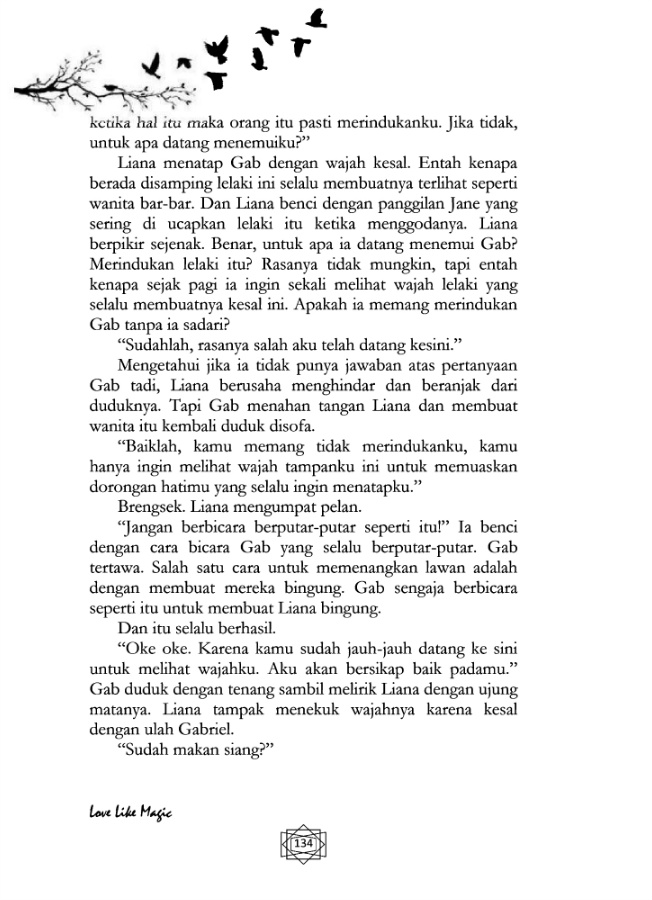 ketika hal itu maka orang itu pasti merindukanku. Jika tidak,
untuk apa datang menemuiku?”
Liana menatap Gab dengan wajah kesal. Entah kenapa
berada disamping lelaki ini selalu membuatnya terlihat seperti
wanita bar-bar. Dan Liana benci dengan panggilan Jane yang
sering di ucapkan lelaki itu ketika menggodanya. Liana
berpikir sejenak. Benar, untuk apa ia datang menemui Gab?
Merindukan lelaki itu? Rasanya tidak mungkin, tapi entah
kenapa sejak pagi ia ingin sekali melihat wajah lelaki yang
selalu membuatnya kesal ini. Apakah ia memang merindukan
Gab tanpa ia sadari?
“Sudahlah, rasanya salah aku telah datang kesini.”
Mengetahui jika ia tidak punya jawaban atas pertanyaan
Gab tadi, Liana berusaha menghindar dan beranjak dari
duduknya. Tapi Gab menahan tangan Liana dan membuat
wanita itu kembali duduk disofa.
“Baiklah, kamu memang tidak merindukanku, kamu
hanya ingin melihat wajah tampanku ini untuk memuaskan
dorongan hatimu yang selalu ingin menatapku.”
Brengsek. Liana mengumpat pelan.
“Jangan berbicara berputar-putar seperti itu!” Ia benci
dengan cara bicara Gab yang selalu berputar-putar. Gab
tertawa. Salah satu cara untuk memenangkan lawan adalah
dengan membuat mereka bingung. Gab sengaja berbicara
seperti itu untuk membuat Liana bingung.
Dan itu selalu berhasil.
“Oke oke. Karena kamu sudah jauh-jauh datang ke sini
untuk melihat wajahku. Aku akan bersikap baik padamu.”
Gab duduk dengan tenang sambil melirik Liana dengan ujung
matanya. Liana tampak menekuk wajahnya karena kesal
dengan ulah Gabriel.
“Sudah makan siang?”
Love Like Magic
134